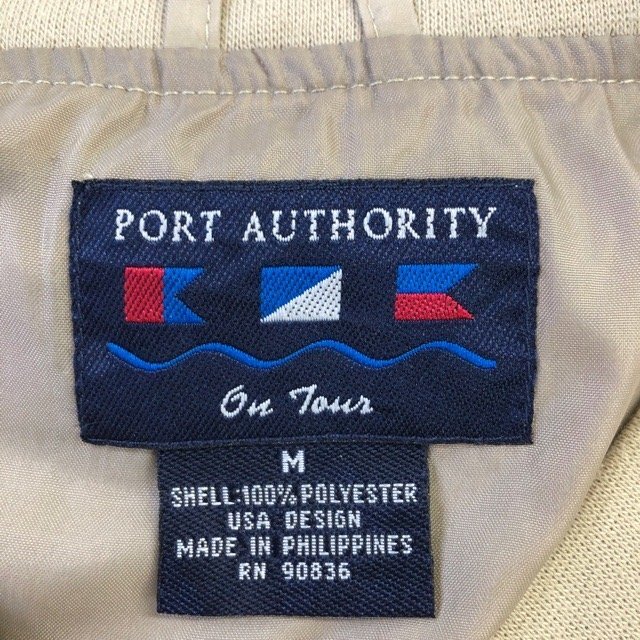 PORT AUTHORITY
On Tour
M
SHELL:100% POLYESTER
USA DESIGN
MADE IN PHILIPPINES
RN 90836